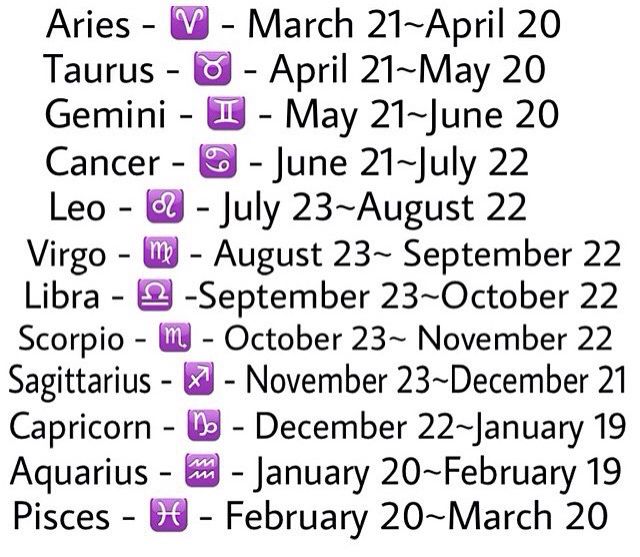 Aries - ♈ - March 21~April 20
Taurus - ♉ - April 21~May 20
Gemini - ♊ - May 21~June 20
Cancer - ♋ - June 21~July 22
Leo - ♌ - July 23~August 22
Virgo - ♍ - August 23~ September 22
Libra - ♎ -September 23~October 22
Scorpio - ♏ - October 23~ November 22
Sagittarius - ♐ - November 23~December 21
Capricorn - ♑ - December 22~January 19
Aquarius - ♒ - January 20~February 19
Pisces - ♓ - February 20~March 20